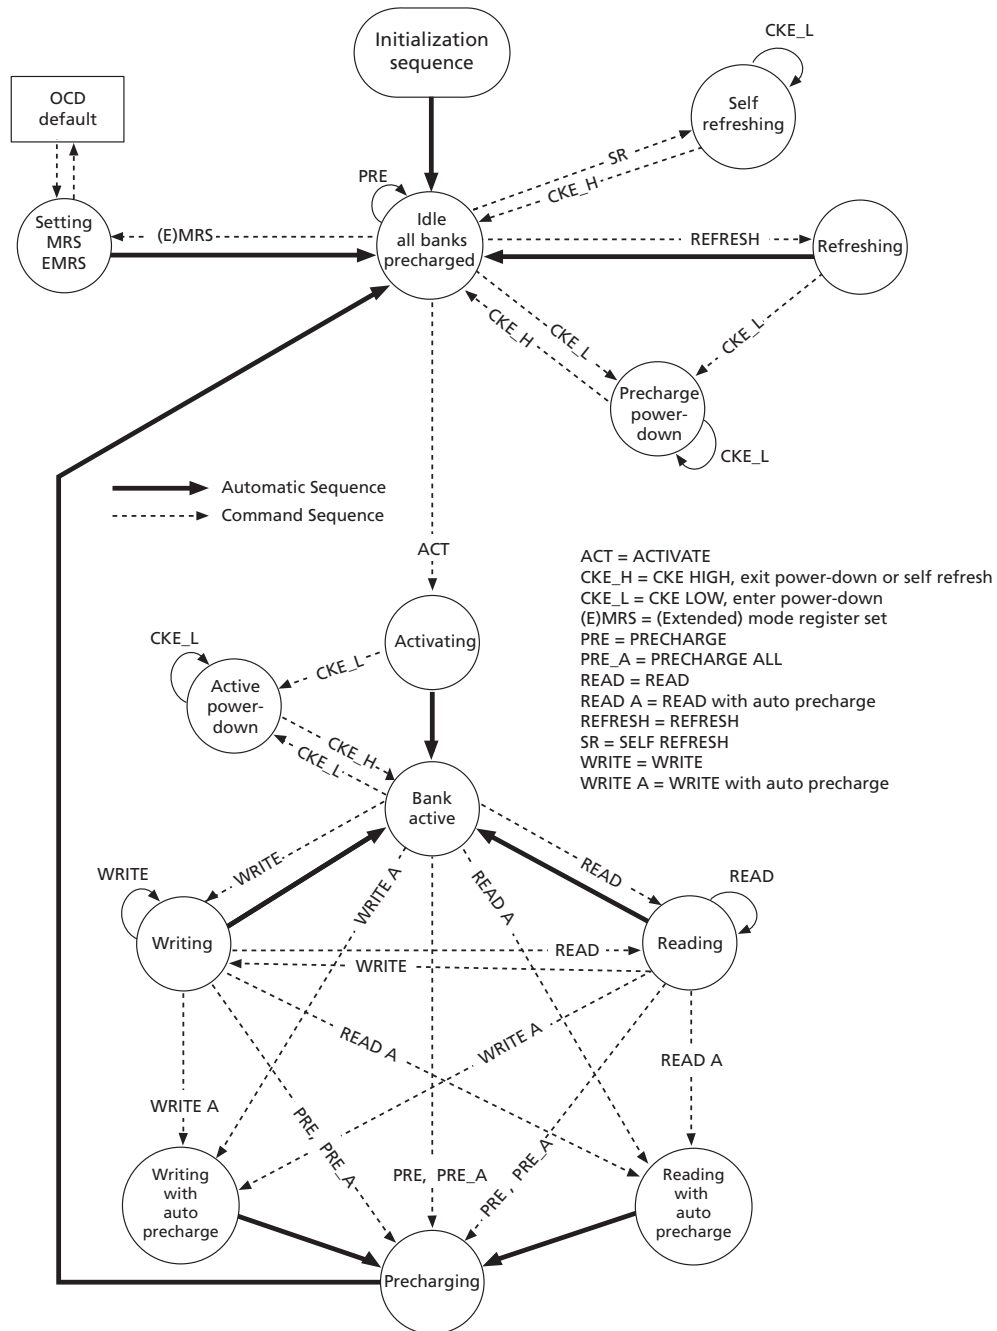 Initialization
sequence
CKE_L
OCD
default
Self
refreshing
SR
CKE_H
PRE
Setting
MRS
EMRS
(E)MRS
Idle
all banks
precharged
REFRESH
Refreshing
CKE_H
CKE_L
CKE_L
Precharge
power-
down
CKE_L
Automatic Sequence
Command Sequence
ACT
ACT = ACTIVATE
CKE_H = CKE HIGH, exit power-down or self refresh
CKE_L = CKE LOW, enter power-down
(E)MRS = (Extended) mode register set
PRE = PRECHARGE
PRE_A = PRECHARGE ALL
READ = READ
READ A = READ with auto precharge
REFRESH = REFRESH
SR = SELF REFRESH
WRITE = WRITE
WRITE A = WRITE with auto precharge
CKE_L
Activating
CKE_L
Active
power-
down
CKE_H
CKE_L
Bank
active
WRITE
WRITE
WRITE A
READ A
READ
READ
Writing
READ
WRITE
Reading
READ A
WRITE A
READ A
WRITE A
PRE, PRE_A
PRE, PRE_A
PRE , PRE_A
Writing
with
auto
precharge
Reading
with
auto
precharge
Precharging